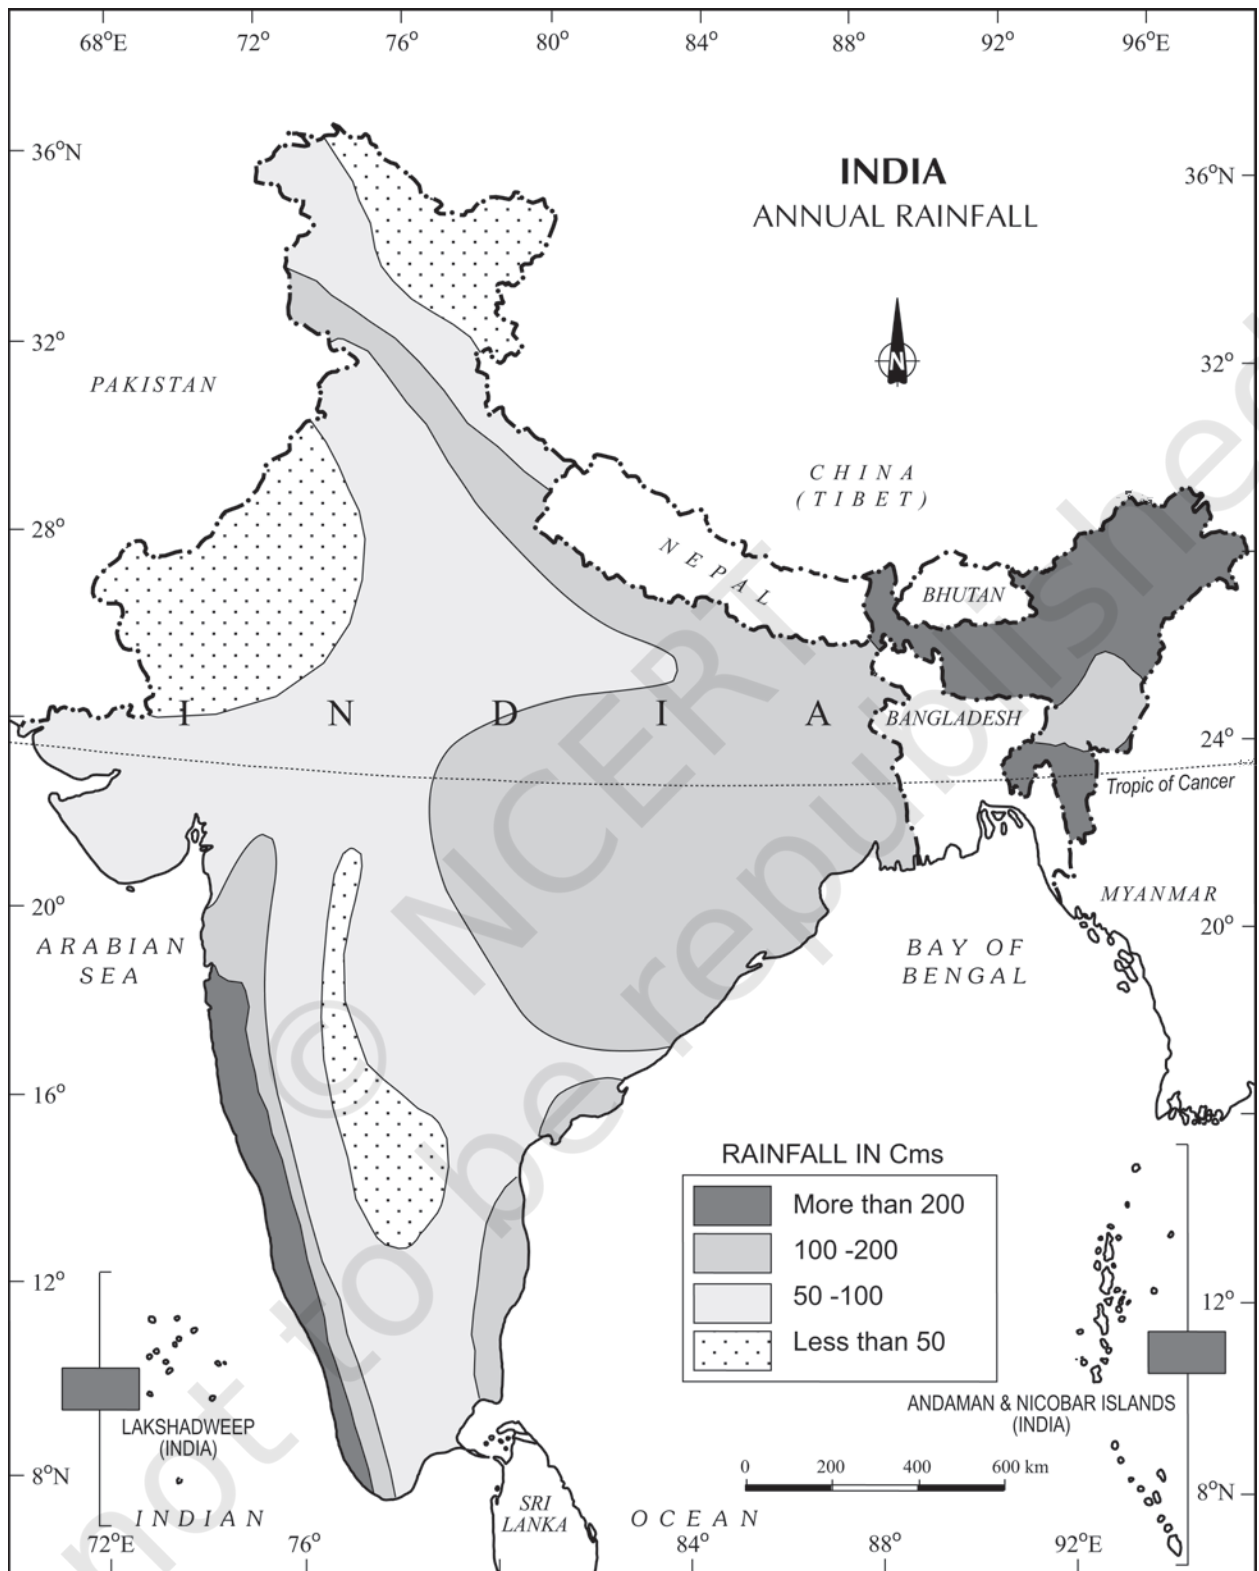 68°E 72° 76° 80° 84° 88° 92° 96°E
36°N
INDIA
36°N
ANNUAL RAINFALL
N
32°
32°
PAKISTAN
CHINA
(TIBET)
28°
NEPAL
BHUTAN
I N D I A
BANGLADESH
24°
Tropic of Cancer
20°
MYANMAR
20°
ARABIAN
SEA
BAY OF
BENGAL
16°
RAINFALL IN Cms
More than 200
100 -200
50 -100
Less than 50
12°
12°
LAKSHADWEEP
(INDIA)
ANDAMAN & NICOBAR ISLANDS
(INDIA)
0 200 400 600 km
8°N
8°N
SRI
LANKA
INDIAN OCEAN
72°E 76° 84° 88° 92°E
© NCERT
not to be republished